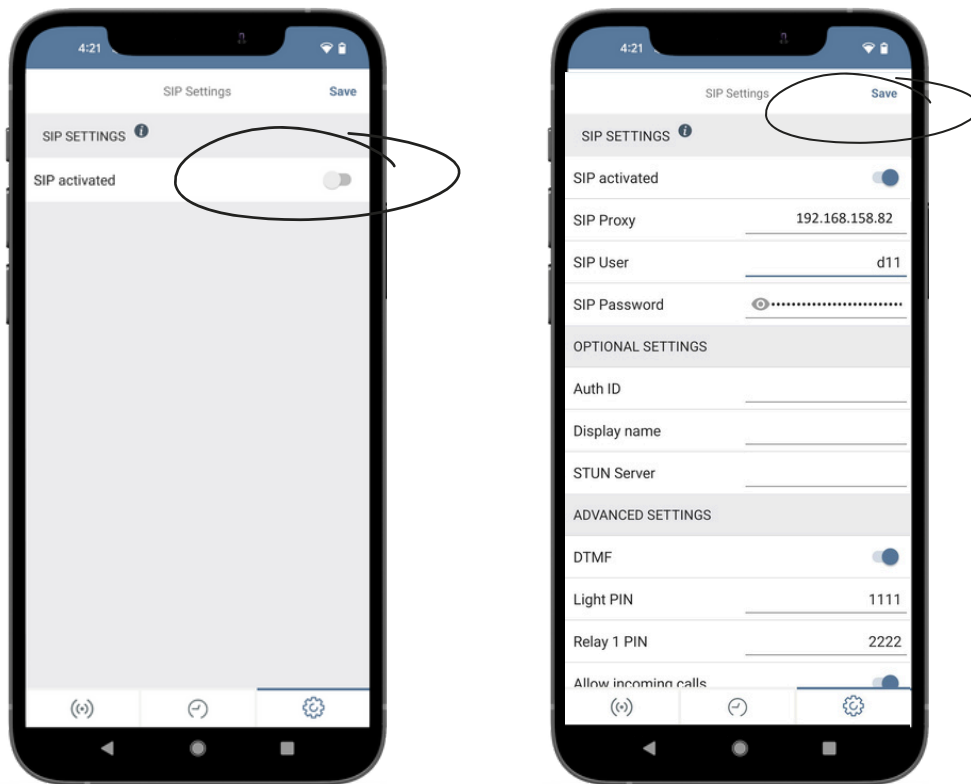 4:21
SIP Settings Save
SIP SETTINGS i
SIP activated
4:21
SIP Settings Save
SIP SETTINGS i
SIP activated
SIP Proxy 192.168.158.82
SIP User d11
SIP Password ••••••••••••••••••••••••••
OPTIONAL SETTINGS
Auth ID
Display name
STUN Server
ADVANCED SETTINGS
DTMF
Light PIN 1111
Relay 1 PIN 2222
Allow incoming calls